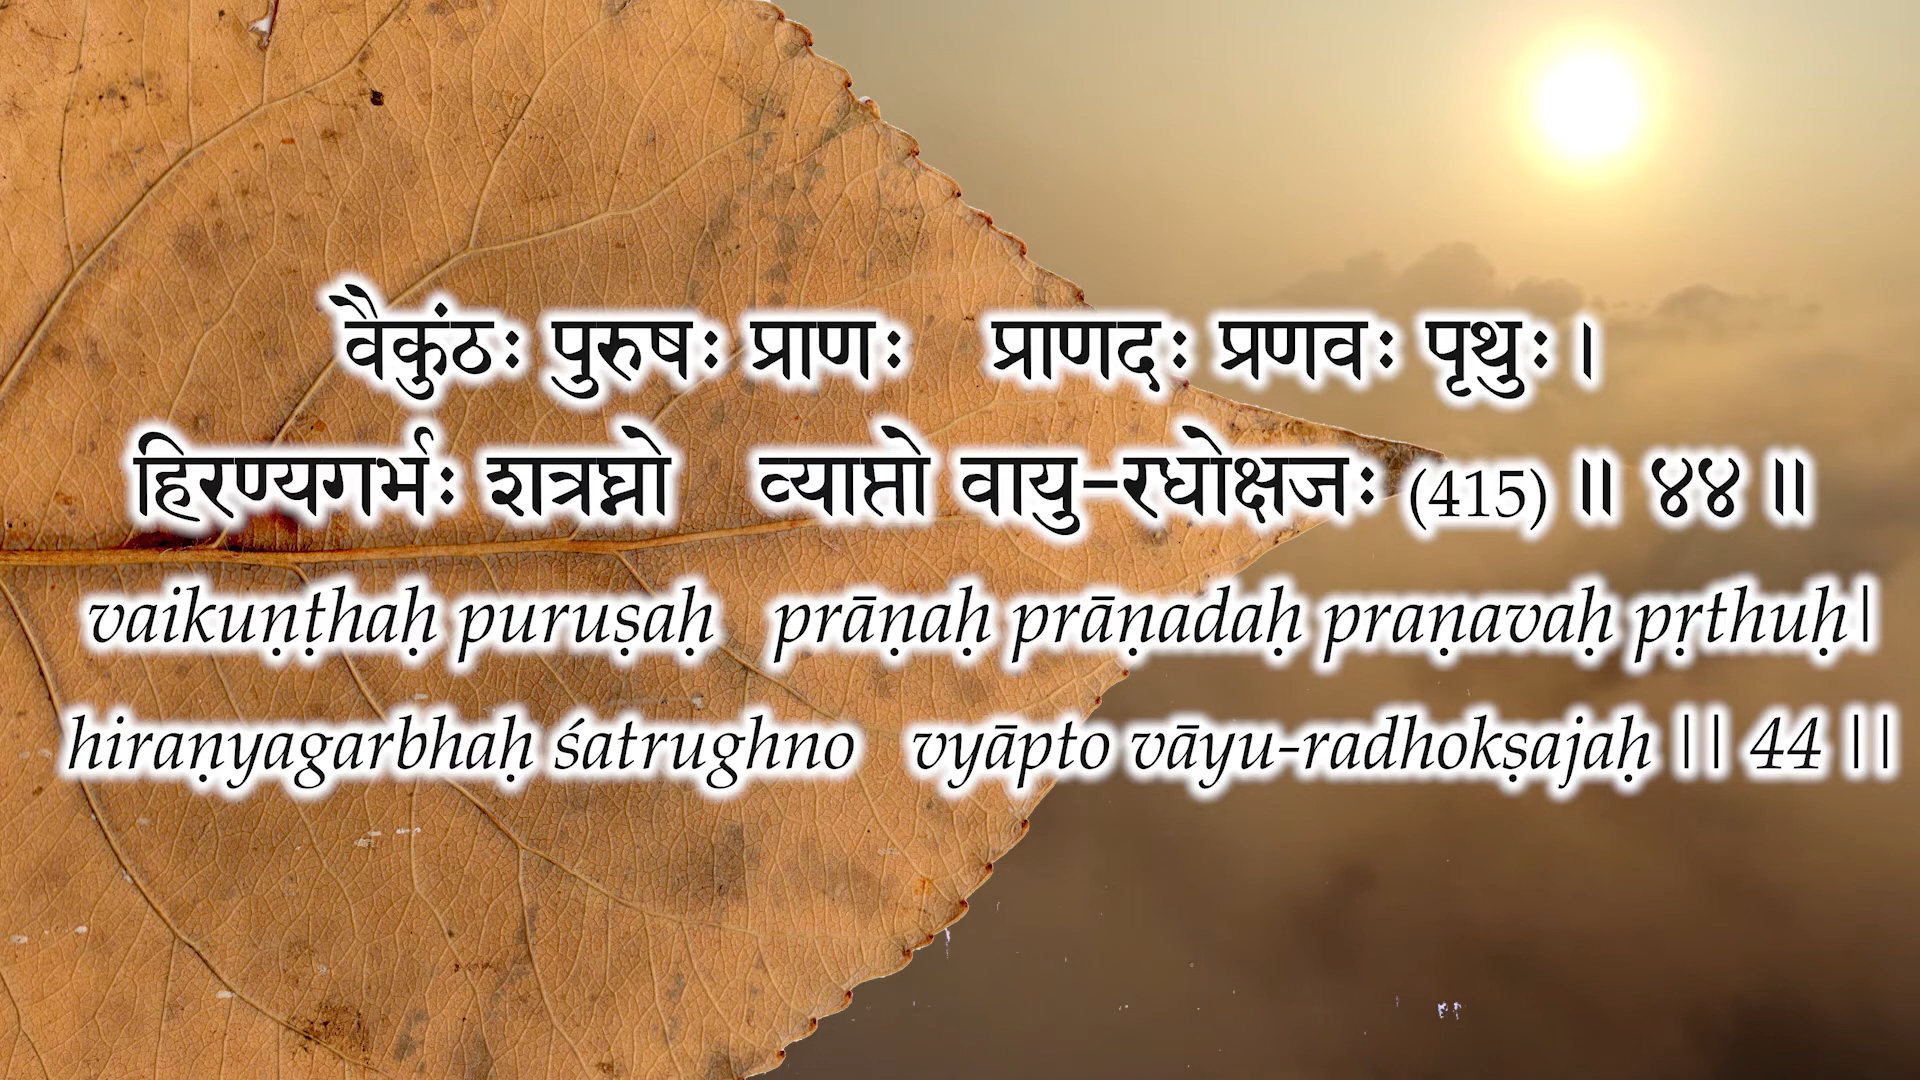 वैकुंठः पुरुषः प्राणः प्राणदः प्रणवः पृथुः।
हिरण्यगर्भः शत्रघ्नो व्याप्तो वायु-रधोक्षजः (415) ॥ ४४ ॥
vaikuṇṭhaḥ puruṣaḥ prāṇaḥ prāṇadaḥ praṇavaḥ pṛthuḥ|
hiraṇyagarbhaḥ śatrughno vyāpto vāyu-radhokṣajaḥ || 44 ||